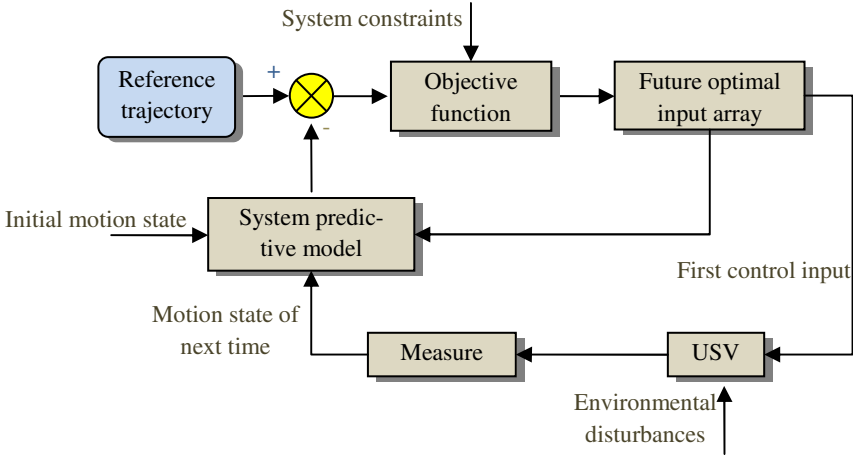 System constraints
Reference
trajectory
+
-
Objective
function
Future optimal
input array
Initial motion state
System predic-
tive model
First control input
Motion state of
next time
Measure
USV
Environmental
disturbances